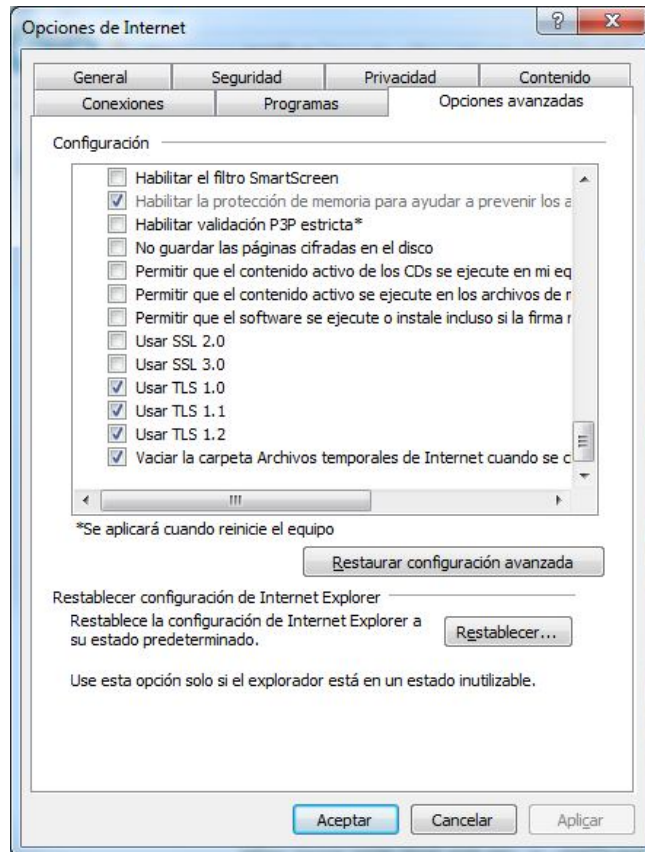 Opciones de Internet
General Seguridad Privacidad Contenido
Conexiones Programas Opciones avanzadas
Configuración
Habilitar el filtro SmartScreen
Habilitar la protección de memoria para ayudar a prevenir los a
Habilitar validación P3P estricta*
No guardar las páginas cifradas en el disco
Permitir que el contenido activo de los CDs se ejecute en mi eq
Permitir que el contenido activo se ejecute en los archivos de r
Permitir que el software se ejecute o instale incluso si la firma r
Usar SSL 2.0
Usar SSL 3.0
Usar TLS 1.0
Usar TLS 1.1
Usar TLS 1.2
Vaciar la carpeta Archivos temporales de Internet cuando se c
*Se aplicará cuando reinicie el equipo
Restaurar configuración avanzada
Restablecer configuración de Internet Explorer
Restablece la configuración de Internet Explorer a
su estado predeterminado.
Restablecer...
Use esta opción solo si el explorador está en un estado inutilizable.
Aceptar Cancelar Aplicar